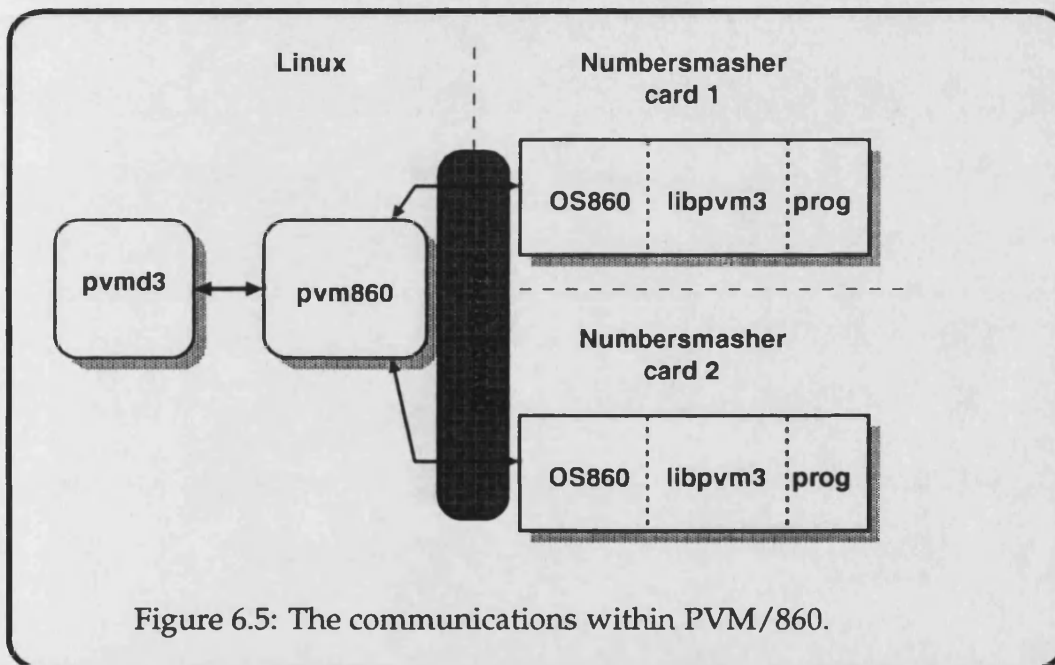 Linux
Numbersmasher
card 1
OS860 libpvm3 prog
pvmd3
pvm860
Numbersmasher
card 2
OS860 libpvm3 prog
Figure 6.5: The communications within PVM/860.